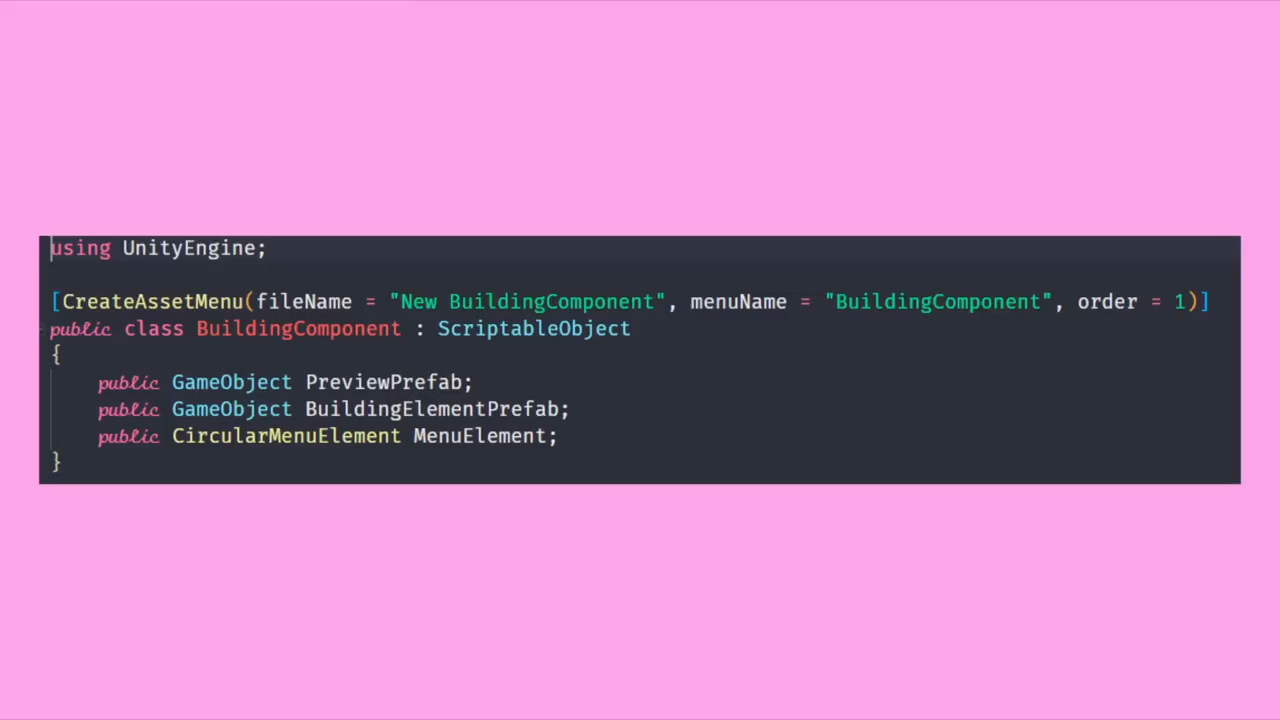 using UnityEngine;
[CreateAssetMenu(fileName = "New BuildingComponent", menuName = "BuildingComponent", order = 1)]
public class BuildingComponent : ScriptableObject
{
    public GameObject PreviewPrefab;
    public GameObject BuildingElementPrefab;
    public CircularMenuElement MenuElement;
}